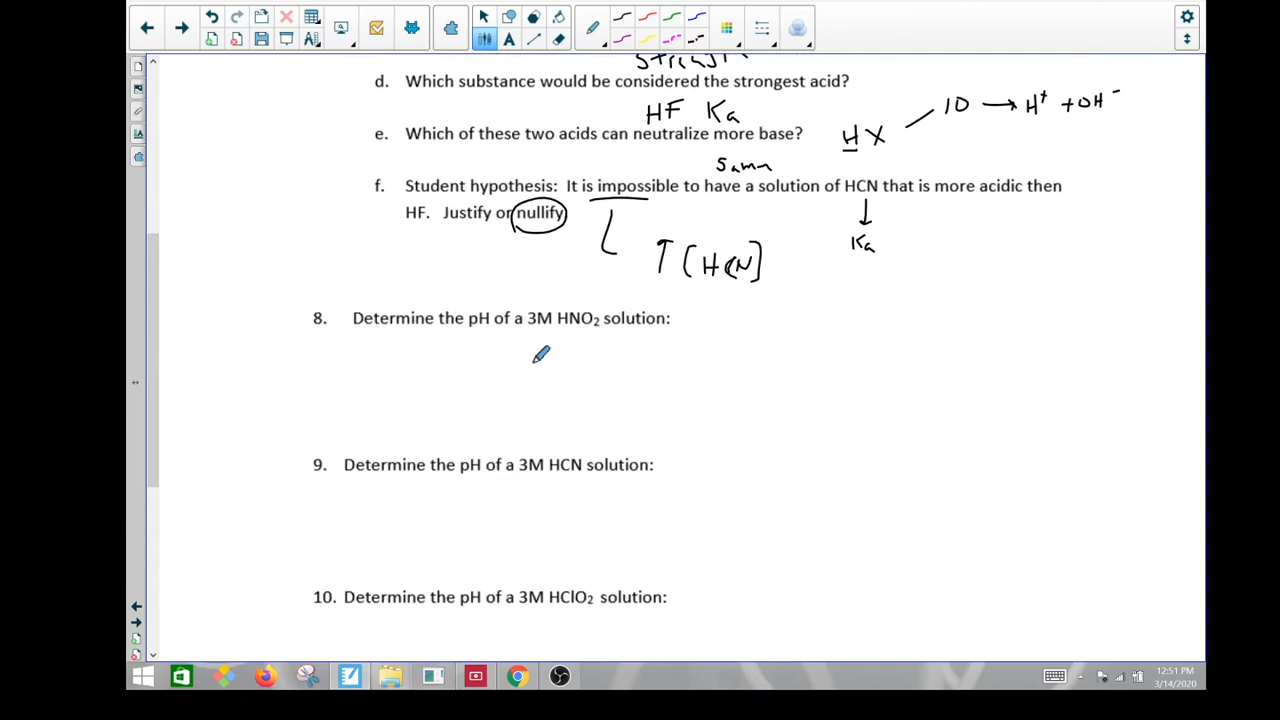 d. Which substance would be considered the strongest acid?
HF Ka
e. Which of these two acids can neutralize more base?
HX
10 → H+ + OH-
same
f. Student hypothesis: It is impossible to have a solution of HCN that is more acidic then
HF. Justify or nullify.
Ka
↑ [HCN]
8. Determine the pH of a 3M HNO2 solution:
9. Determine the pH of a 3M HCN solution:
10. Determine the pH of a 3M HClO2 solution:
12:51 PM
3/14/2020